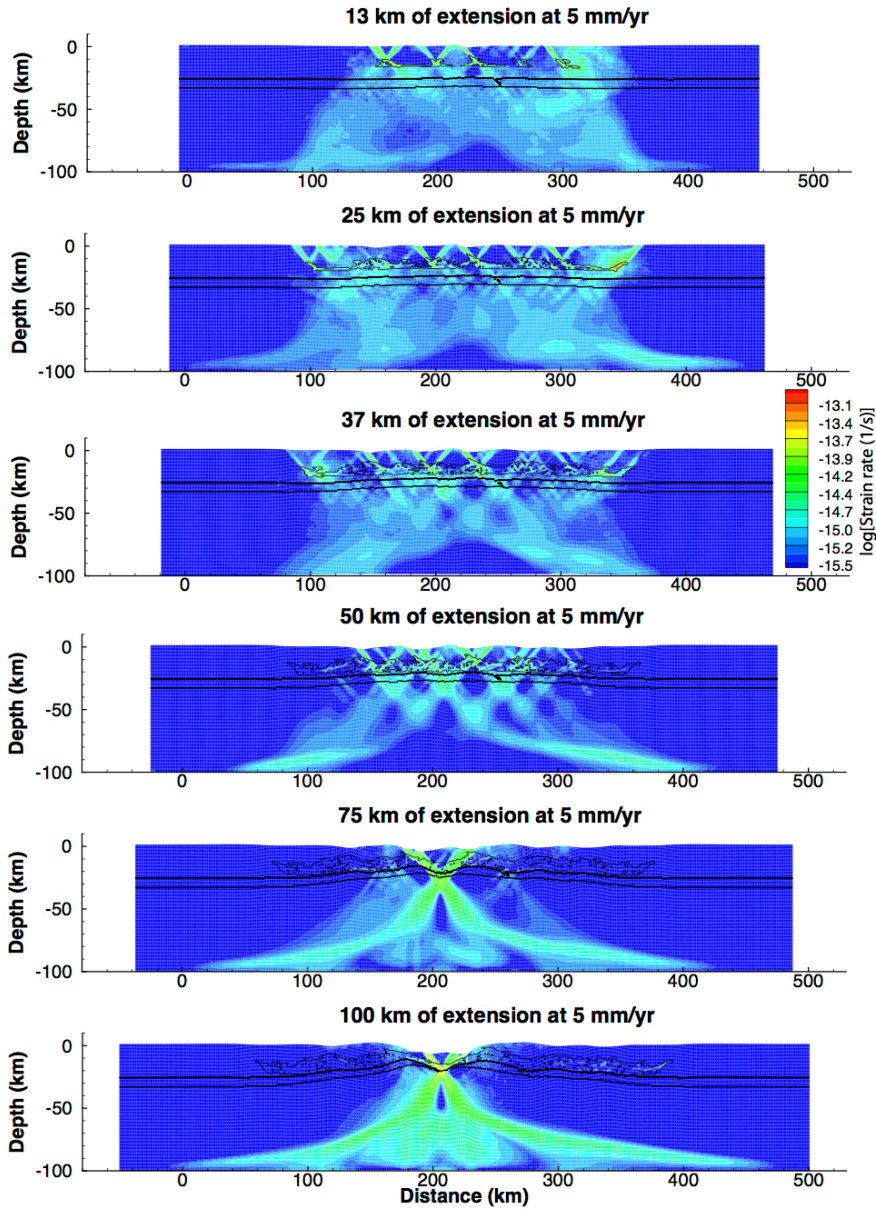 13 km of extension at 5 mm/yr
Depth (km)
0
-50
-100
0 100 200 300 400 500
25 km of extension at 5 mm/yr
Depth (km)
0
-50
-100
0 100 200 300 400 500
37 km of extension at 5 mm/yr
Depth (km)
0
-50
-100
0 100 200 300 400 500
-13.1
-13.4
-13.7
-13.9
-14.2
-14.4
-14.7
-15.0
-15.2
-15.5
log[Strain rate (1/s)]
50 km of extension at 5 mm/yr
Depth (km)
0
-50
-100
0 100 200 300 400 500
75 km of extension at 5 mm/yr
Depth (km)
0
-50
-100
0 100 200 300 400 500
100 km of extension at 5 mm/yr
Depth (km)
0
-50
-100
0 100 200 300 400 500
Distance (km)